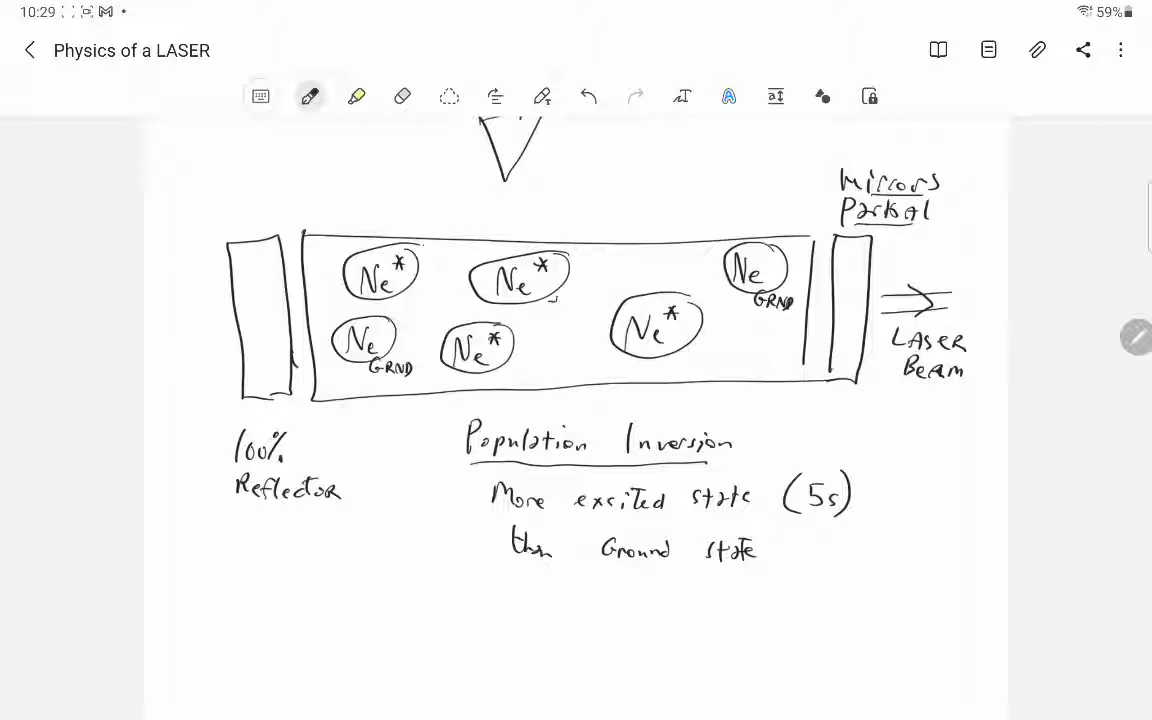 10:29
59%
Physics of a LASER
Mirrors
Partial
Ne*
Ne*
Ne
GRND
Ne
GRND
Ne*
Ne*
LASER
Beam
100%
Reflector
Population Inversion
More excited state (5s)
than Ground state